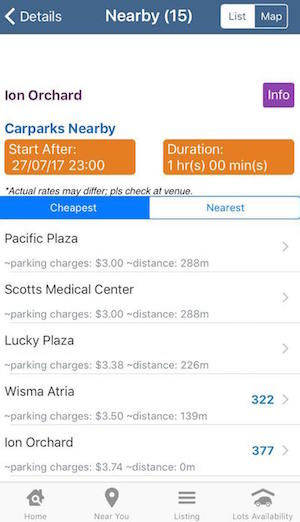 Details
Nearby (15)
List
Map
Ion Orchard
Info
Carparks Nearby
Start After:
27/07/17 23:00
Duration:
1 hr(s) 00 min(s)
*Actual rates may differ; pls check at venue.
Cheapest
Nearest
Pacific Plaza
~parking charges: $3.00 ~distance: 288m
Scotts Medical Center
~parking charges: $3.00 ~distance: 288m
Lucky Plaza
~parking charges: $3.38 ~distance: 226m
Wisma Atria
322
~parking charges: $3.50 ~distance: 139m
Ion Orchard
377
~parking charges: $3.74 ~distance: 0m
Home
Near You
Listing
Lots Availability